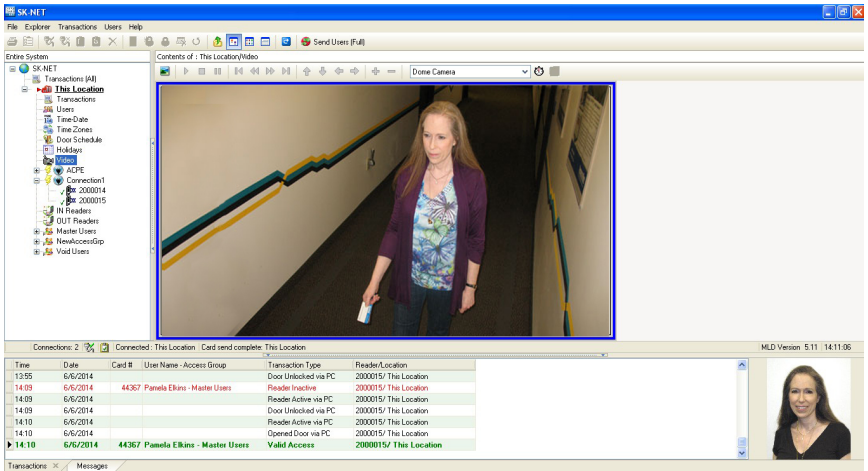 SK-NET
File Explorer Transactions Users Help
Send Users (Full)
Entire System
Contents of : This Location/Video
SK-NET
Transactions (All)
This Location
Transactions
Users
Time-Date
Time Zones
Door Schedule
Holidays
Video
ACPE
Connection1
2000014
2000015
IN Readers
OUT Readers
Master Users
NewAccessGrp
Void Users
Dome Camera
Connections: 2 Connected : This Location Card send complete: This Location MLD Version 5.11 14:11:06
Time Date Card # User Name - Access Group Transaction Type Reader/Location
13:55 6/6/2014 Door Unlocked via PC 2000015/ This Location
14:09 6/6/2014 44367 Pamela Elkins - Master Users Reader Inactive 2000015/ This Location
14:09 6/6/2014 Reader Active via PC 2000015/ This Location
14:09 6/6/2014 Door Unlocked via PC 2000015/ This Location
14:10 6/6/2014 Reader Active via PC 2000015/ This Location
14:10 6/6/2014 Opened Door via PC 2000015/ This Location
14:10 6/6/2014 44367 Pamela Elkins - Master Users Valid Access 2000015/ This Location
Transactions Messages